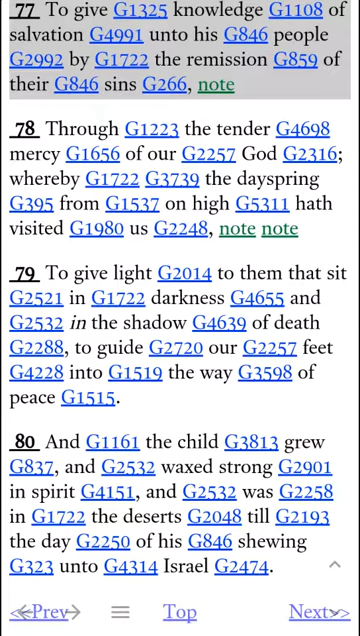 77 To give G1325 knowledge G1108 of
salvation G4991 unto his G846 people
G2992 by G1722 the remission G859 of
their G846 sins G266, note
78 Through G1223 the tender G4698
mercy G1656 of our G2257 God G2316;
whereby G1722 G3739 the dayspring
G395 from G1537 on high G5311 hath
visited G1980 us G2248, note note
79 To give light G2014 to them that sit
G2521 in G1722 darkness G4655 and
G2532 in the shadow G4639 of death
G2288, to guide G2720 our G2257 feet
G4228 into G1519 the way G3598 of
peace G1515.
80 And G1161 the child G3813 grew
G837, and G2532 waxed strong G2901
in spirit G4151, and G2532 was G2258
in G1722 the deserts G2048 till G2193
the day G2250 of his G846 shewing
G323 unto G4314 Israel G2474.
<<Prev Top Next>>